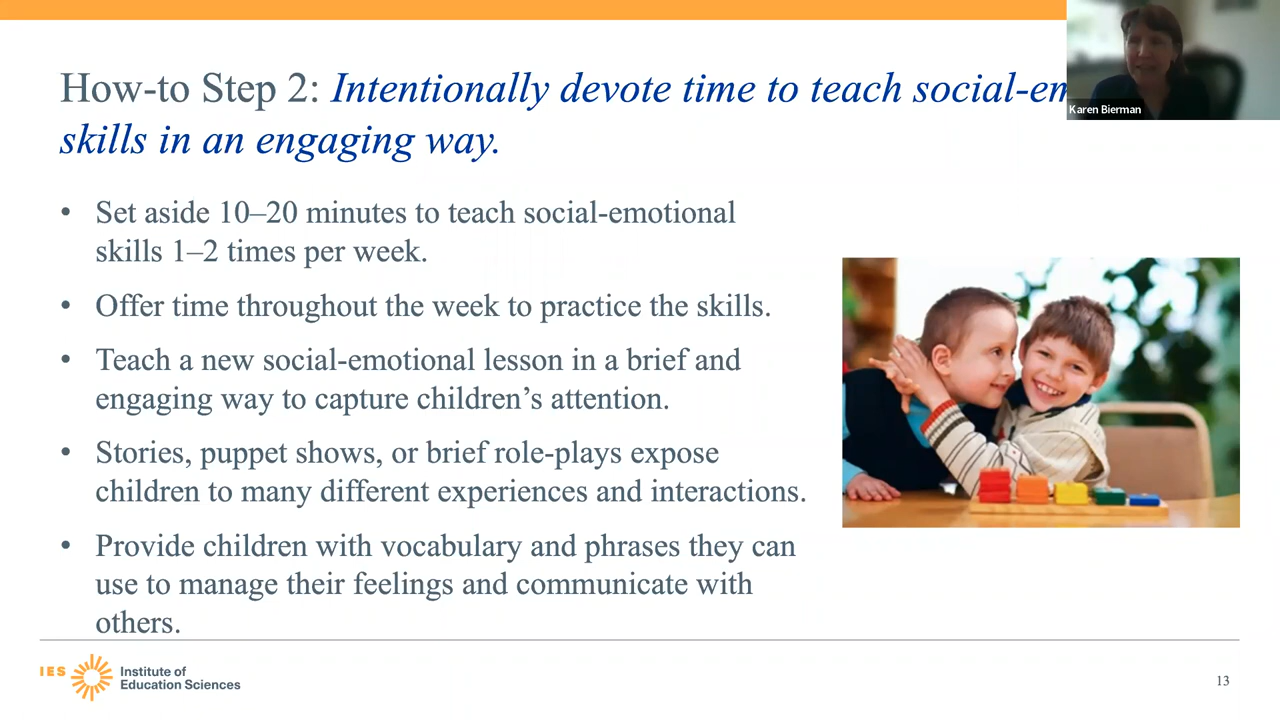 How-to Step 2: Intentionally devote time to teach social-em
skills in an engaging way.
Karen Bierman
• Set aside 10–20 minutes to teach social-emotional
skills 1–2 times per week.
• Offer time throughout the week to practice the skills.
• Teach a new social-emotional lesson in a brief and
engaging way to capture children’s attention.
• Stories, puppet shows, or brief role-plays expose
children to many different experiences and interactions.
• Provide children with vocabulary and phrases they can
use to manage their feelings and communicate with
others.
IES
Institute of
Education Sciences
13